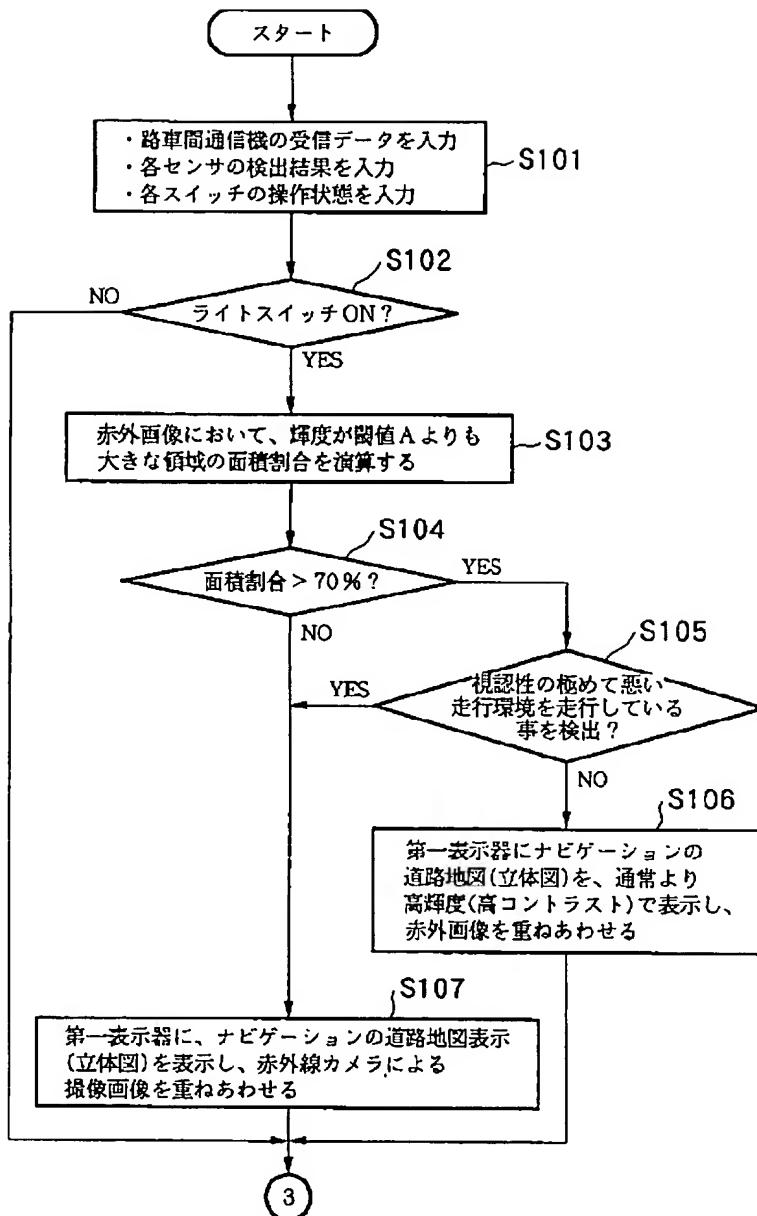 スタート
・路車間通信機の受信データを入力
・各センサの検出結果を入力
・各スイッチの操作状態を入力
S101
S102
NO
ライトスイッチON？
YES
赤外画像において、輝度が閾値Aよりも
大きな領域の面積割合を演算する
S103
S104
面積割合＞70％？
YES
NO
S105
YES
視認性の極めて悪い
走行環境を走行している
事を検出？
NO
S106
第一表示器にナビゲーションの
道路地図(立体図)を、通常より
高輝度(高コントラスト)で表示し、
赤外画像を重ねあわせる
S107
第一表示器に、ナビゲーションの道路地図表示
(立体図)を表示し、赤外線カメラによる
撮像画像を重ねあわせる
3